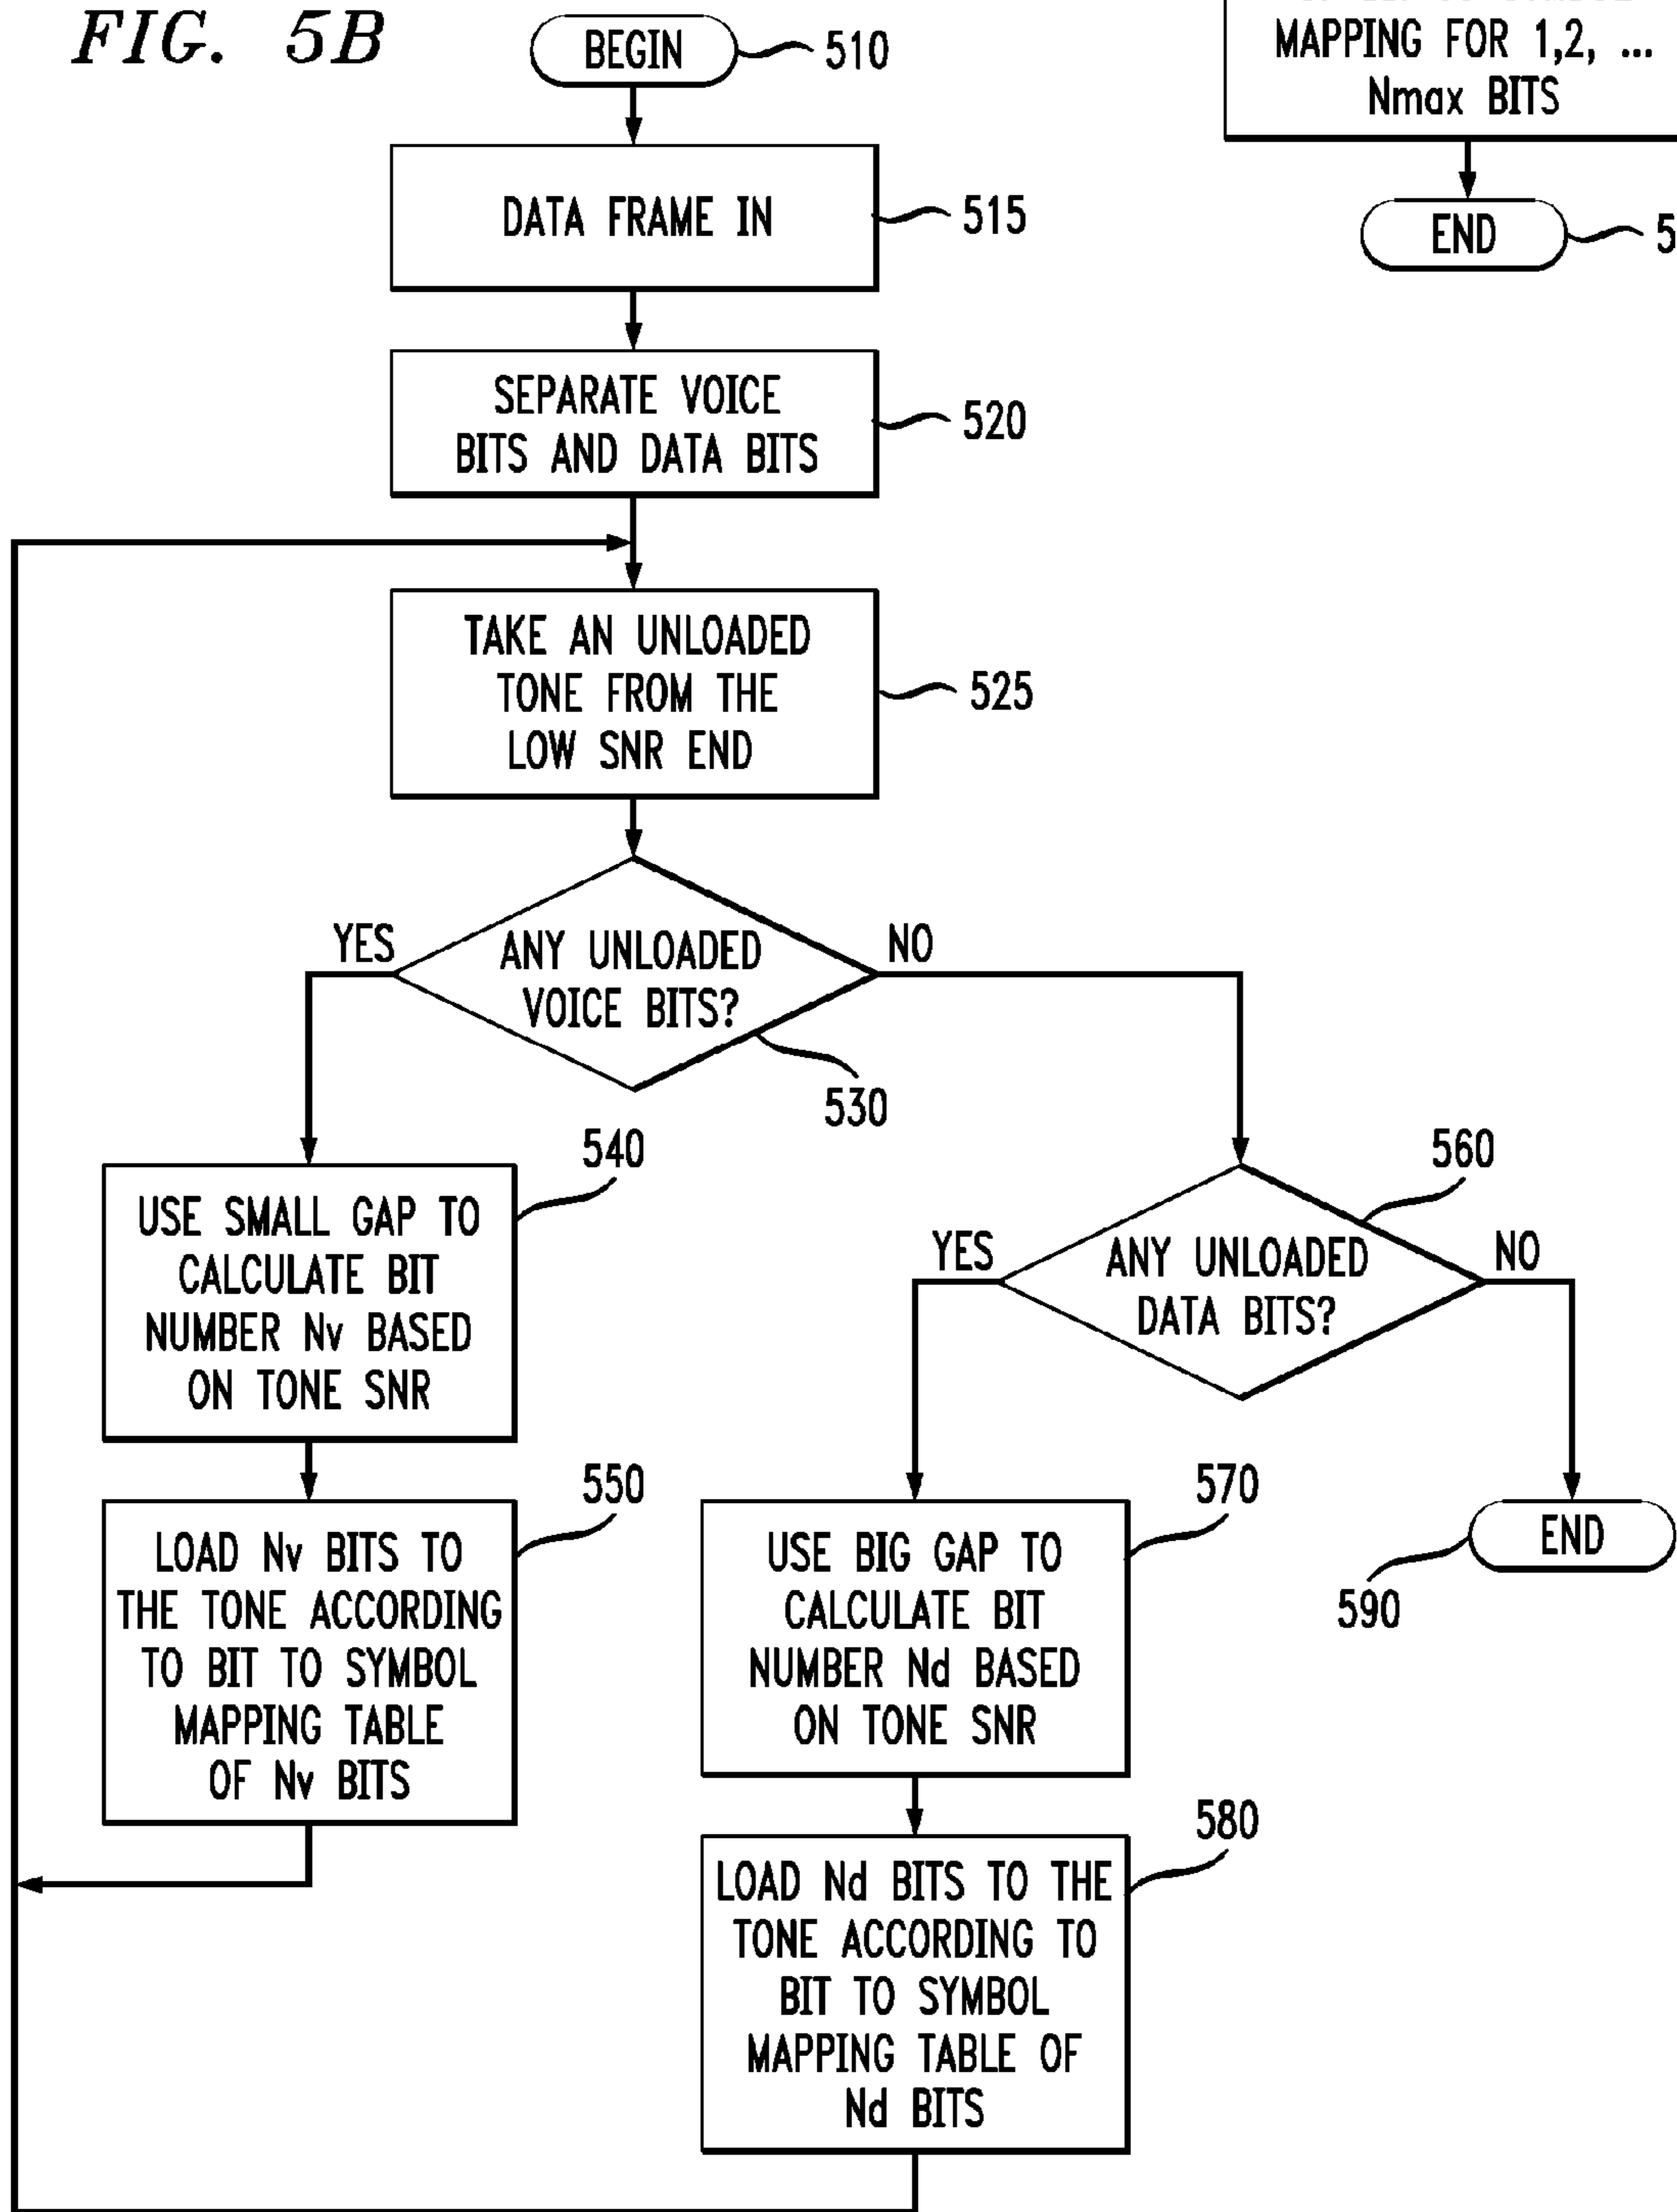 FIG. 5B
BEGIN
510
DATA FRAME IN
515
SEPARATE VOICE
BITS AND DATA BITS
520
TAKE AN UNLOADED
TONE FROM THE
LOW SNR END
525
ANY UNLOADED
VOICE BITS?
YES
NO
530
USE SMALL GAP TO
CALCULATE BIT
NUMBER Nv BASED
ON TONE SNR
540
LOAD Nv BITS TO
THE TONE ACCORDING
TO BIT TO SYMBOL
MAPPING TABLE
OF Nv BITS
550
ANY UNLOADED
DATA BITS?
560
YES
NO
USE BIG GAP TO
CALCULATE BIT
NUMBER Nd BASED
ON TONE SNR
570
LOAD Nd BITS TO THE
TONE ACCORDING TO
BIT TO SYMBOL
MAPPING TABLE OF
Nd BITS
580
END
590
MAPPING FOR 1,2, ...
Nmax BITS
END
5